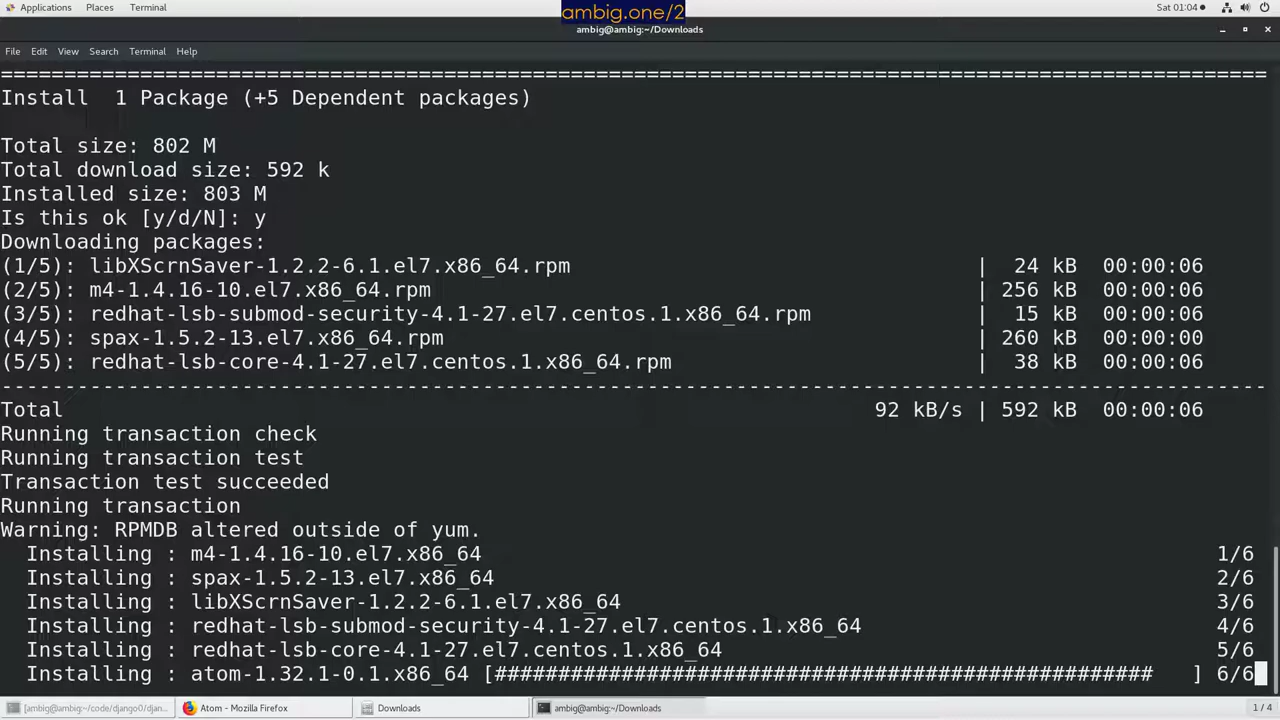 Applications Places Terminal
ambig.one/2
Sat 01:04
ambig@ambig:~/Downloads
File Edit View Search Terminal Help
================================================================================
Install  1 Package (+5 Dependent packages)
Total size: 802 M
Total download size: 592 k
Installed size: 803 M
Is this ok [y/d/N]: y
Downloading packages:
(1/5): libXScrnSaver-1.2.2-6.1.el7.x86_64.rpm | 24 kB 00:00:06
(2/5): m4-1.4.16-10.el7.x86_64.rpm | 256 kB 00:00:06
(3/5): redhat-lsb-submod-security-4.1-27.el7.centos.1.x86_64.rpm | 15 kB 00:00:06
(4/5): spax-1.5.2-13.el7.x86_64.rpm | 260 kB 00:00:00
(5/5): redhat-lsb-core-4.1-27.el7.centos.1.x86_64.rpm | 38 kB 00:00:06
--------------------------------------------------------------------------------
Total 92 kB/s | 592 kB 00:00:06
Running transaction check
Running transaction test
Transaction test succeeded
Running transaction
Warning: RPMDB altered outside of yum.
Installing : m4-1.4.16-10.el7.x86_64 1/6
Installing : spax-1.5.2-13.el7.x86_64 2/6
Installing : libXScrnSaver-1.2.2-6.1.el7.x86_64 3/6
Installing : redhat-lsb-submod-security-4.1-27.el7.centos.1.x86_64 4/6
Installing : redhat-lsb-core-4.1-27.el7.centos.1.x86_64 5/6
Installing : atom-1.32.1-0.1.x86_64 [#################################################### ] 6/6
[ambig@ambig:~/code/django0/djan... Atom - Mozilla Firefox Downloads ambig@ambig:~/Downloads 1 / 4